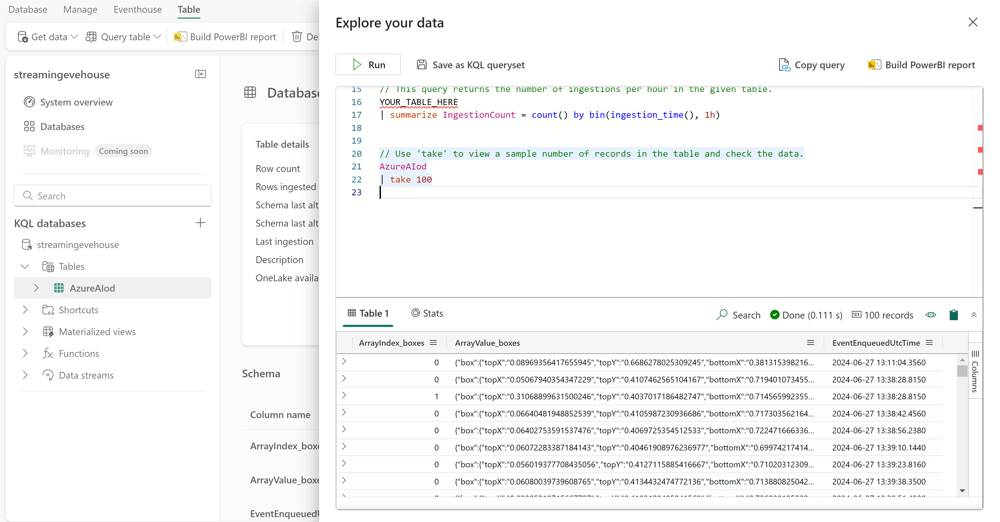 Database Manage Eventhouse Table
Get data Query table Build PowerBI report
streamingevehouse
System overview
Databases
Monitoring Coming soon
Search
KQL databases
streamingevehouse
Tables
AzureAIod
Shortcuts
Materialized views
Functions
Data streams
Database
Table details
Row count
Rows ingested
Schema last alt
Schema last alt
Last ingestion
Description
OneLake availa
Schema
Column name
ArrayIndex_boxe
ArrayValue_boxe
EventEnqueuedU
Explore your data
Run Save as KQL queryset Copy query Build PowerBI report
15 // This query returns the number of ingestions per hour in the given table.
16 YOUR_TABLE_HERE
17 | summarize IngestionCount = count() by bin(ingestion_time(), 1h)
18
19
20 // Use 'take' to view a sample number of records in the table and check the data.
21 AzureAIod
22 | take 100
23
Table 1 Stats Search Done (0.111 s) 123 100 records
ArrayIndex_boxes ArrayValue_boxes EventEnqueuedUtcTime
0 {"box":{"topX":"0.08969356417655945","topY":"0.6686278025309245","bottomX":"0.381315398216... 2024-06-27 13:11:04.3560
0 {"box":{"topX":"0.05067940354347229","topY":"0.4107462565104167","bottomX":"0.719401073455... 2024-06-27 13:38:28.8150
1 {"box":{"topX":"0.31068899631500246","topY":"0.4037017186482747","bottomX":"0.714565992355... 2024-06-27 13:38:28.8150
0 {"box":{"topX":"0.06640481948852539","topY":"0.4105987230936686","bottomX":"0.717303562164... 2024-06-27 13:38:42.4560
0 {"box":{"topX":"0.06402753591537476","topY":"0.4069725354512533","bottomX":"0.722471666336... 2024-06-27 13:38:56.2380
0 {"box":{"topX":"0.06072283387184143","topY":"0.40461908976236977","bottomX":"0.69974217414... 2024-06-27 13:39:10.1440
0 {"box":{"topX":"0.056019377708435056","topY":"0.4127115885416667","bottomX":"0.71020312309... 2024-06-27 13:39:23.8160
0 {"box":{"topX":"0.06080039739608765","topY":"0.4134432474772136","bottomX":"0.713880825042... 2024-06-27 13:39:38.3500
Columns